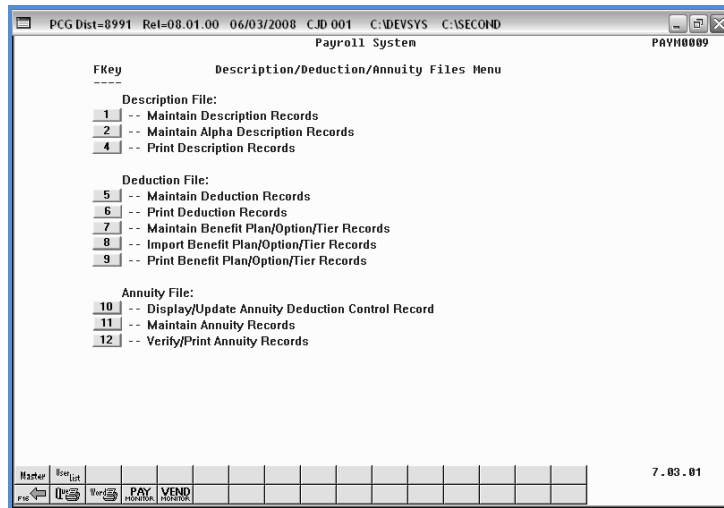 PCG Dist=8991 Rel=08.01.00 06/03/2008 CJD 001 C:\DEVSYS C:\SECOND
Payroll System PAYM0009
FKey Description/Deduction/Annuity Files Menu
----
Description File:
1 -- Maintain Description Records
2 -- Maintain Alpha Description Records
4 -- Print Description Records
Deduction File:
5 -- Maintain Deduction Records
6 -- Print Deduction Records
7 -- Maintain Benefit Plan/Option/Tier Records
8 -- Import Benefit Plan/Option/Tier Records
9 -- Print Benefit Plan/Option/Tier Records
Annuity File:
10 -- Display/Update Annuity Deduction Control Record
11 -- Maintain Annuity Records
12 -- Verify/Print Annuity Records
Master User list 7.03.01
F16 Que Word PAY MONITOR VEND MONITOR